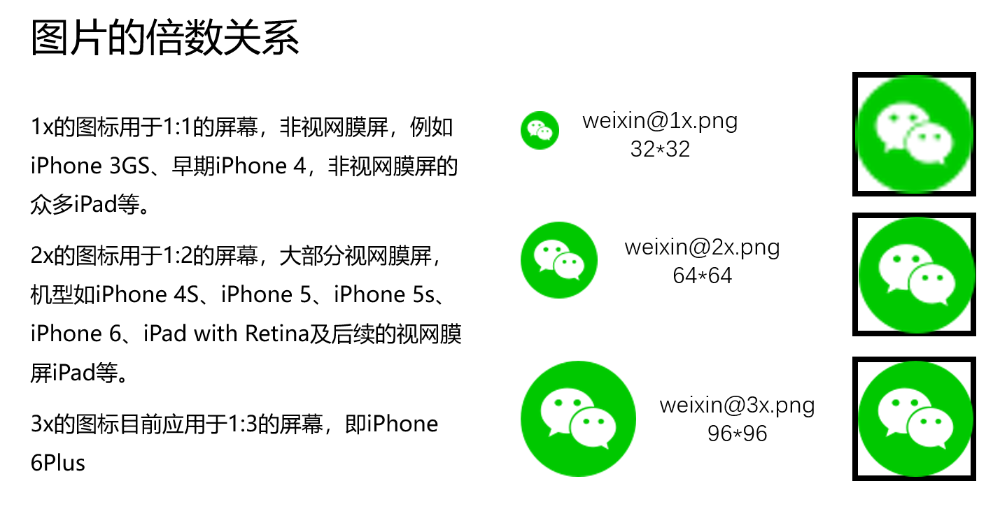 图片的倍数关系
1x的图标用于1:1的屏幕，非视网膜屏，例如
iPhone 3GS、早期iPhone 4，非视网膜屏的
众多iPad等。
2x的图标用于1:2的屏幕，大部分视网膜屏，
机型如iPhone 4S、iPhone 5、iPhone 5s、
iPhone 6、iPad with Retina及后续的视网膜
屏iPad等。
3x的图标目前应用于1:3的屏幕，即iPhone
6Plus
weixin@1x.png
32*32
weixin@2x.png
64*64
weixin@3x.png
96*96